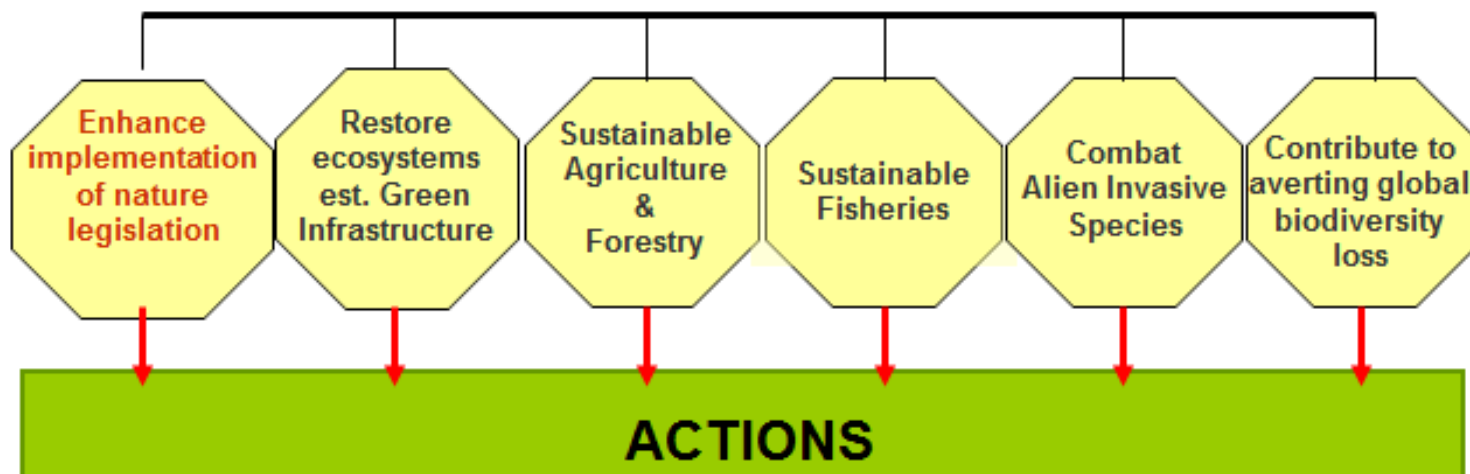 Enhance
implementation
of nature
legislation
Restore
ecosystems
est. Green
Infrastructure
Sustainable
Agriculture
&
Forestry
Sustainable
Fisheries
Combat
Alien Invasive
Species
Contribute to
averting global
biodiversity
loss
ACTIONS